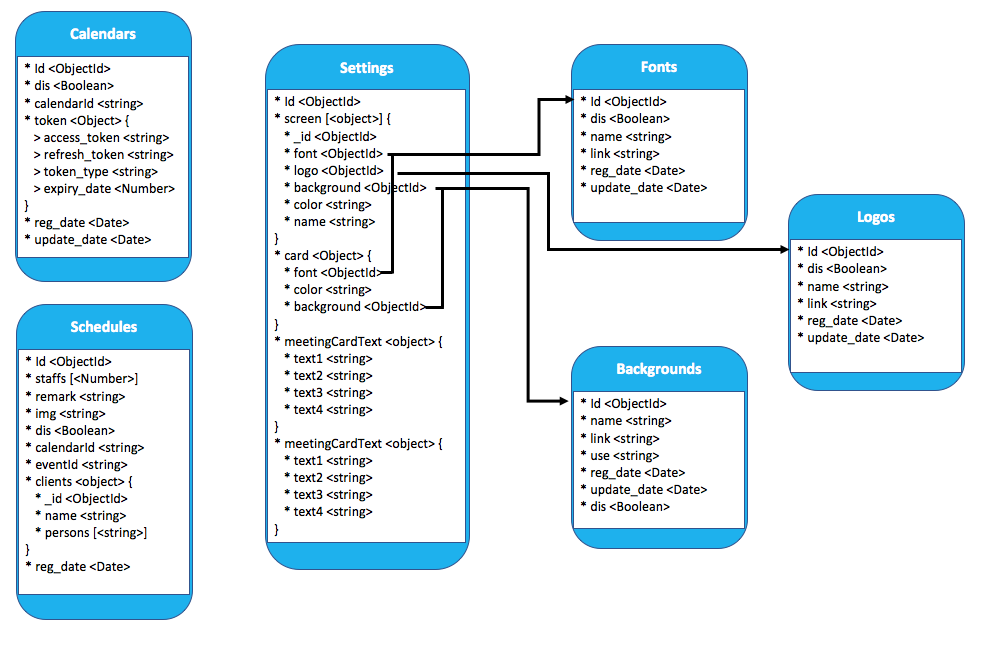 Calendars
* Id <ObjectId>
* dis <Boolean>
* calendarId <string>
* token <Object> {
> access_token <string>
> refresh_token <string>
> token_type <string>
> expiry_date <Number>
}
* reg_date <Date>
* update_date <Date>
Schedules
* Id <ObjectId>
* staffs [<Number>]
* remark <string>
* img <string>
* dis <Boolean>
* calendarId <string>
* eventId <string>
* clients <object> {
* _id <ObjectId>
* name <string>
* persons [<string>]
}
* reg_date <Date>
Settings
* Id <ObjectId>
* screen [<object>] {
* _id <ObjectId>
* font <ObjectId>
* logo <ObjectId>
* background <ObjectId>
* color <string>
* name <string>
}
* card <Object> {
* font <ObjectId>
* color <string>
* background <ObjectId>
}
* meetingCardText <object> {
* text1 <string>
* text2 <string>
* text3 <string>
* text4 <string>
}
* meetingCardText <object> {
* text1 <string>
* text2 <string>
* text3 <string>
* text4 <string>
}
Fonts
* Id <ObjectId>
* dis <Boolean>
* name <string>
* link <string>
* reg_date <Date>
* update_date <Date>
Backgrounds
* Id <ObjectId>
* name <string>
* link <string>
* use <string>
* reg_date <Date>
* update_date <Date>
* dis <Boolean>
Logos
* Id <ObjectId>
* dis <Boolean>
* name <string>
* link <string>
* reg_date <Date>
* update_date <Date>